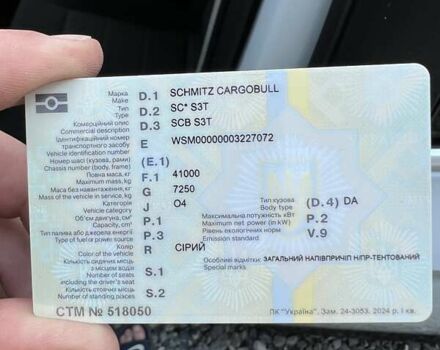 Марка D.1 SCHMITZ CARGOBULL
Make
Тип D.2 SC* S3T
Type
Комерційний опис D.3 SCB S3T
Commercial description
Ідентифікаційний номер
транспортного засобу E WSM00000003227072
Vehicle identification number
Номер шасі (кузова, рами) (E.1)
Chassis number (body, frame)
Повна маса, кг F.1 41000
Maximum mass, kg
Маса без навантаження, кг G 7250
Mass of the vehicle in service, kg
Категорія J O4 Тип кузова (D.4) DA
Vehicle category Body type
Об'єм двигуна, см³ P.1 Максимальна потужність кВт P.2
Capacity, cm³ Maximum net power (in kW)
Тип палива або джерела енергії P.3 Рівень екологічних норм V.9
Type of fuel or power source Emission standard
Колір R СІРИЙ
Color of the vehicle
Кількість сидячих місць Особливі відмітки: ЗАГАЛЬНИЙ НАПІВПРИЧІП Н/ПР-ТЕНТОВАНИЙ
з місцем водія S.1 Special marks
Number of seats
including the driver's seat
Кількість стоячих місць S.2
Number of standing places
СТМ № 518050 ПК "Україна". Зам. 24-3053. 2024 р. І кв.